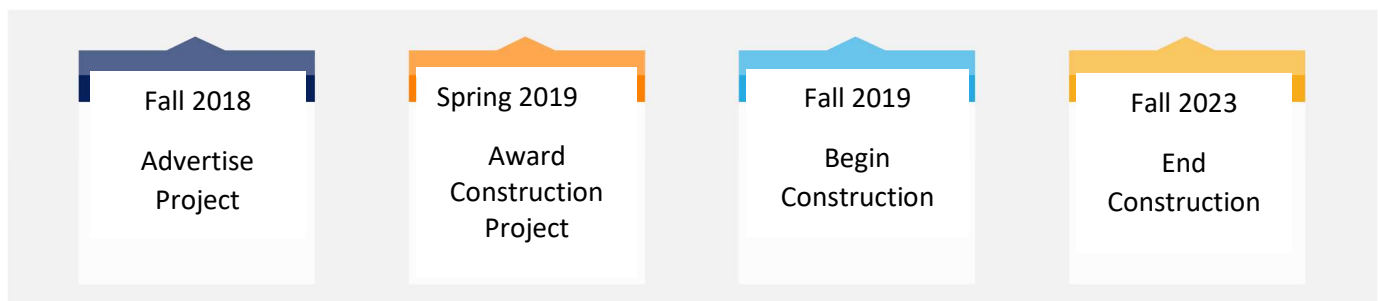 Fall 2018
Advertise
Project
Spring 2019
Award
Construction
Project
Fall 2019
Begin
Construction
Fall 2023
End
Construction